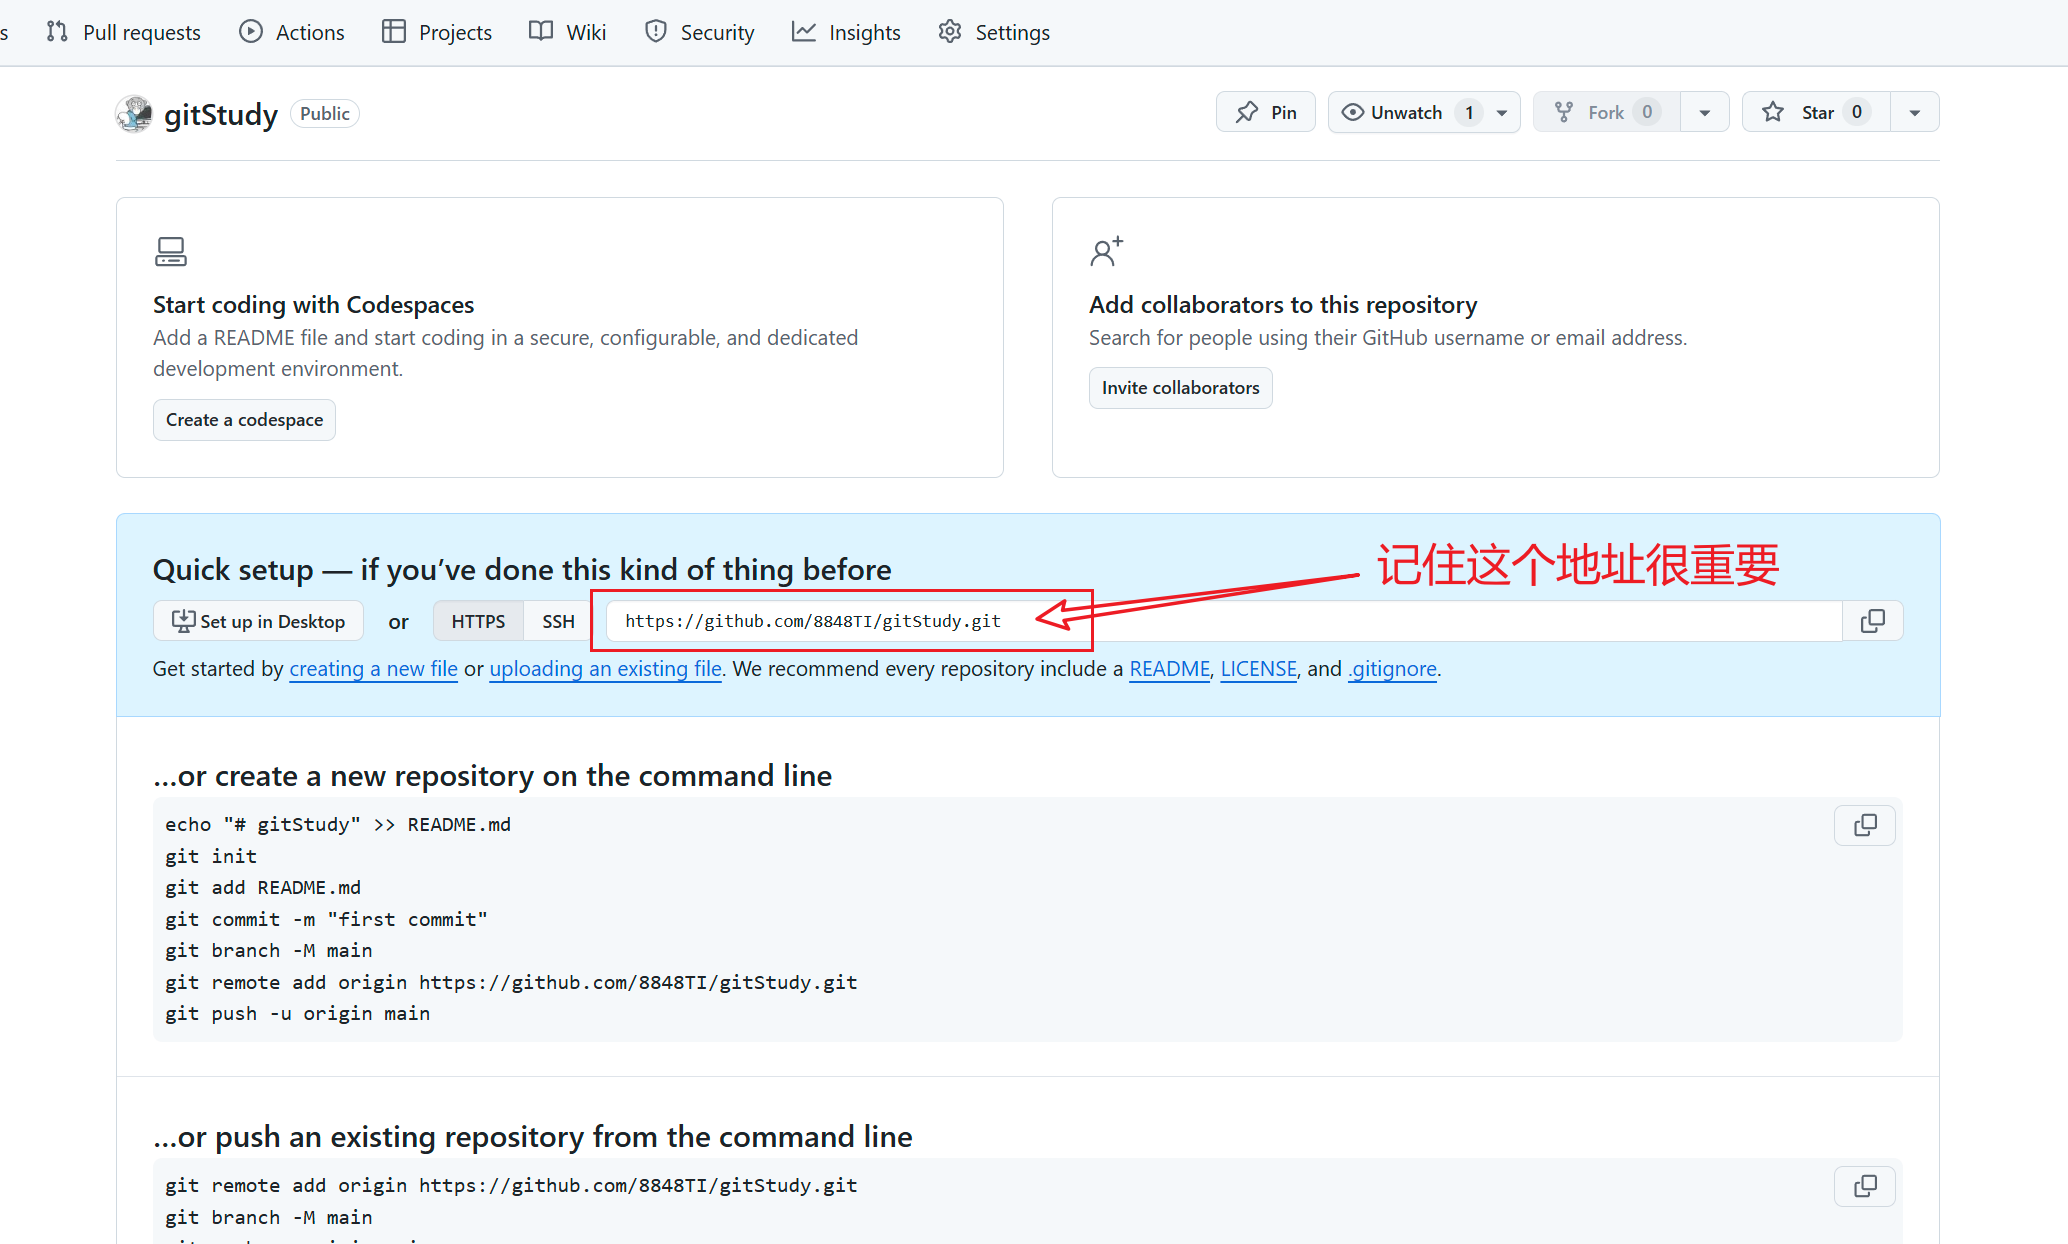 s Pull requests Actions Projects Wiki Security Insights Settings
gitStudy Public Pin Unwatch 1 Fork 0 Star 0
Start coding with Codespaces
Add a README file and start coding in a secure, configurable, and dedicated
development environment.
Create a codespace
Add collaborators to this repository
Search for people using their GitHub username or email address.
Invite collaborators
Quick setup — if you’ve done this kind of thing before
记住这个地址很重要
Set up in Desktop or HTTPS SSH https://github.com/8848TI/gitStudy.git
Get started by creating a new file or uploading an existing file. We recommend every repository include a README, LICENSE, and .gitignore.
…or create a new repository on the command line
echo "# gitStudy" >> README.md
git init
git add README.md
git commit -m "first commit"
git branch -M main
git remote add origin https://github.com/8848TI/gitStudy.git
git push -u origin main
…or push an existing repository from the command line
git remote add origin https://github.com/8848TI/gitStudy.git
git branch -M main